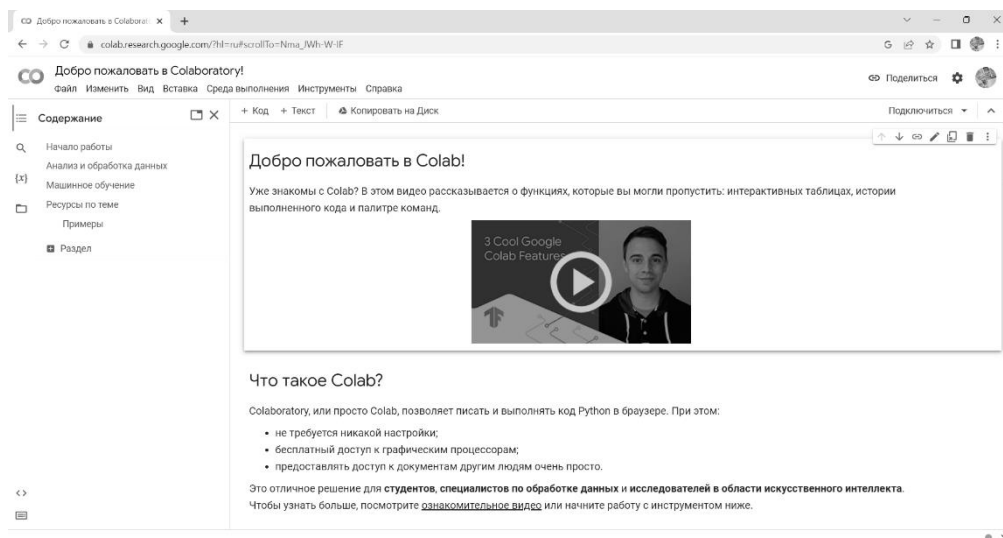 Добро пожаловать в Colaborat
colab.research.google.com/?hl=ru#scrollTo=Nma_JWh-W-IF
Добро пожаловать в Colaboratory!
Файл Изменить Вид Вставка Среда выполнения Инструменты Справка
Поделиться
Содержание
+ Код + Текст Копировать на Диск
Подключиться
Начало работы
Анализ и обработка данных
Машинное обучение
Ресурсы по теме
Примеры
Раздел
Добро пожаловать в Colab!
Уже знакомы с Colab? В этом видео рассказывается о функциях, которые вы могли пропустить: интерактивных таблицах, истории
выполненного кода и палитре команд.
3 Cool Google
Colab Features
Что такое Colab?
Colaboratory, или просто Colab, позволяет писать и выполнять код Python в браузере. При этом:
• не требуется никакой настройки;
• бесплатный доступ к графическим процессорам;
• предоставлять доступ к документам другим людям очень просто.
Это отличное решение для студентов, специалистов по обработке данных и исследователей в области искусственного интеллекта.
Чтобы узнать больше, посмотрите ознакомительное видео или начните работу с инструментом ниже.